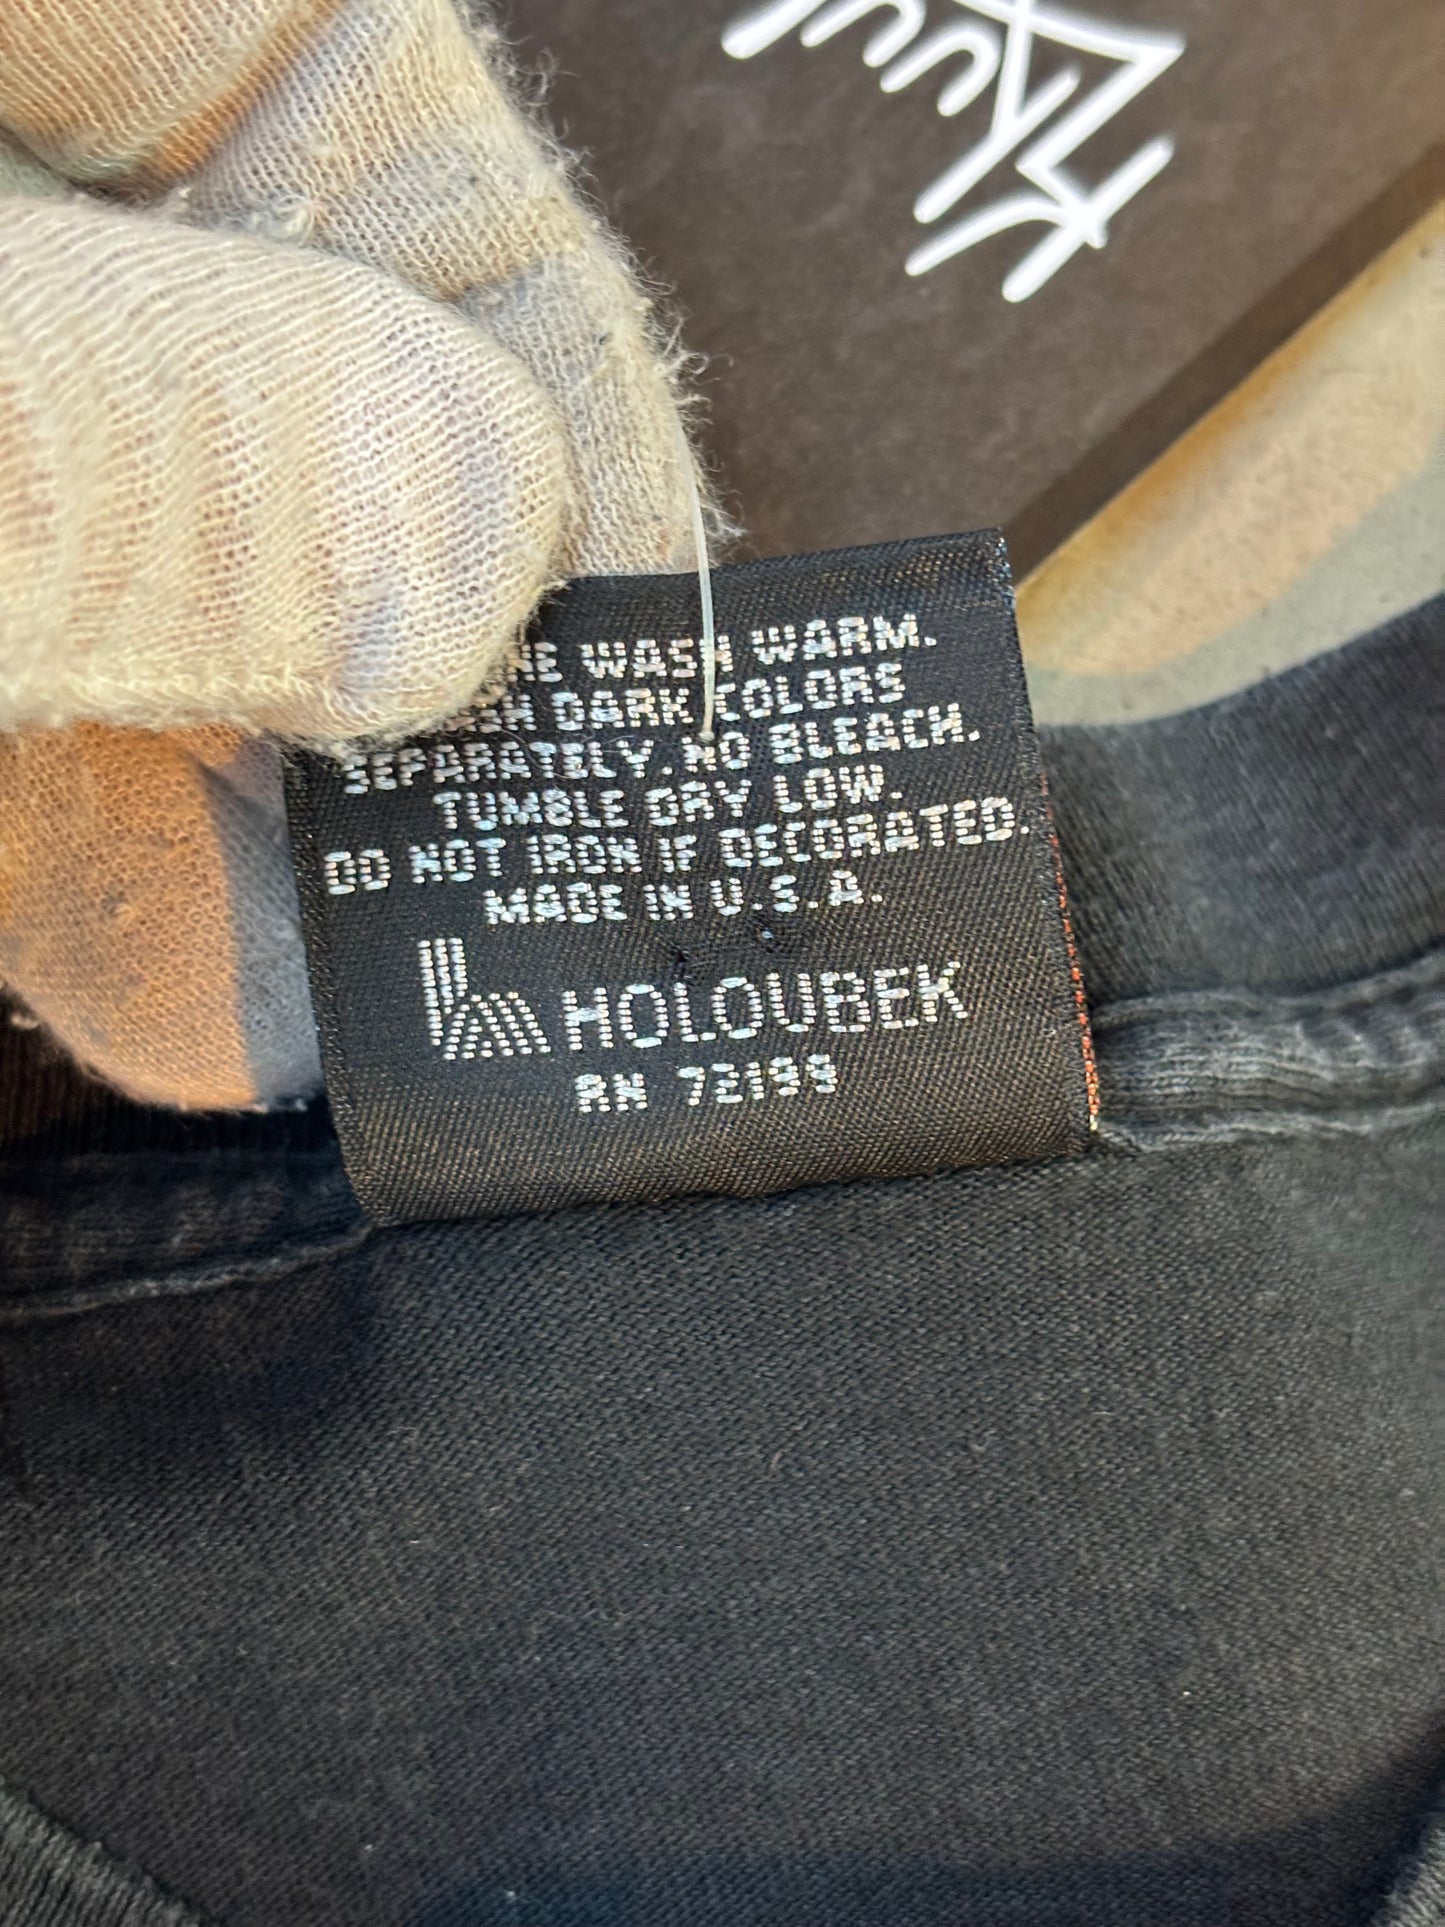 WASH WARM.
DARK COLORS
SEPARATELY. NO BLEACH.
TUMBLE DRY LOW.
DO NOT IRON IF DECORATED.
MADE IN U.S.A.
HOLOUBEK
RN 72199